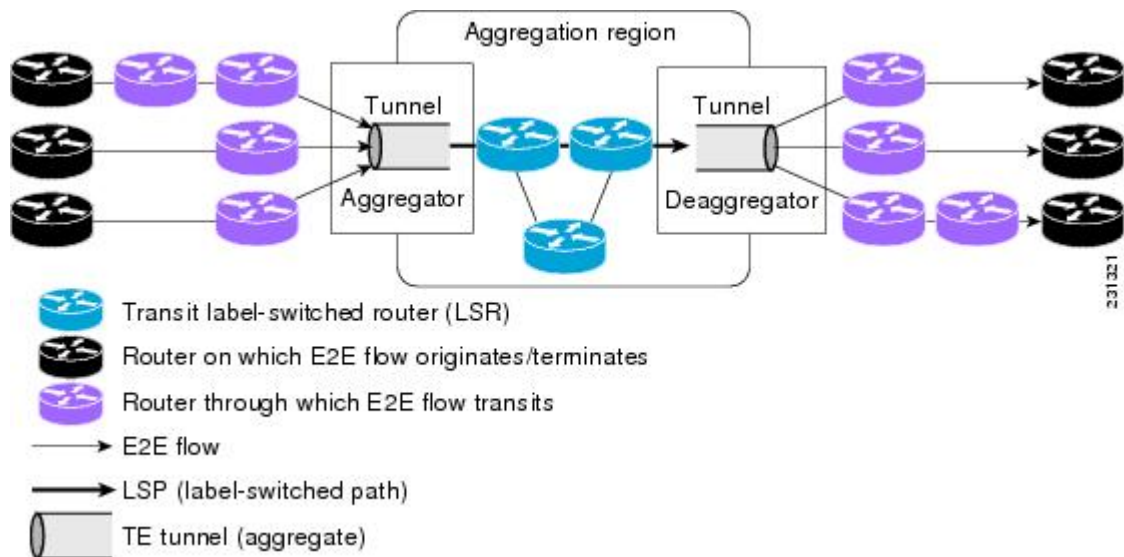 Aggregation region
Tunnel
Tunnel
Aggregator
Deaggregator
231321
Transit label-switched router (LSR)
Router on which E2E flow originates/terminates
Router through which E2E flow transits
E2E flow
LSP (label-switched path)
TE tunnel (aggregate)